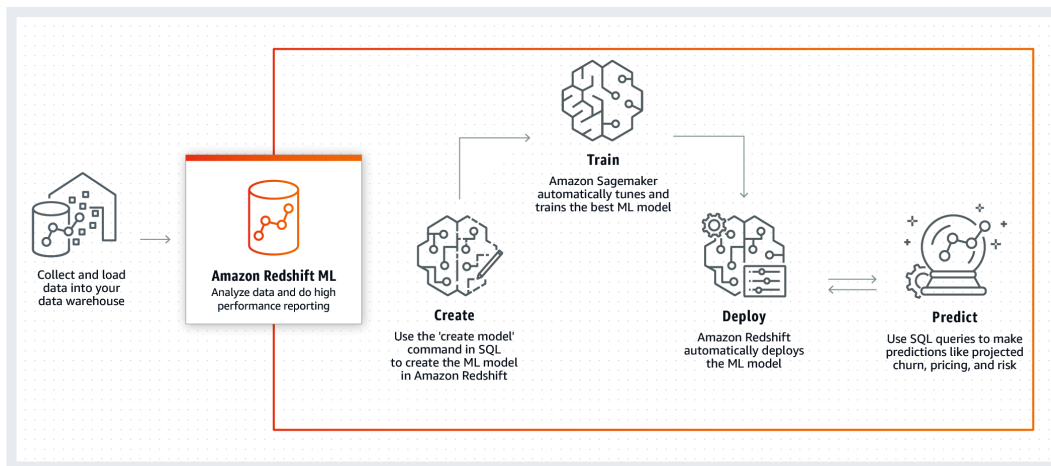 Collect and load
data into your
data warehouse
Amazon Redshift ML
Analyze data and do high
performance reporting
Create
Use the 'create model'
command in SQL
to create the ML model
in Amazon Redshift
Train
Amazon Sagemaker
automatically tunes and
trains the best ML model
Deploy
Amazon Redshift
automatically deploys
the ML model
Predict
Use SQL queries to make
predictions like projected
churn, pricing, and risk